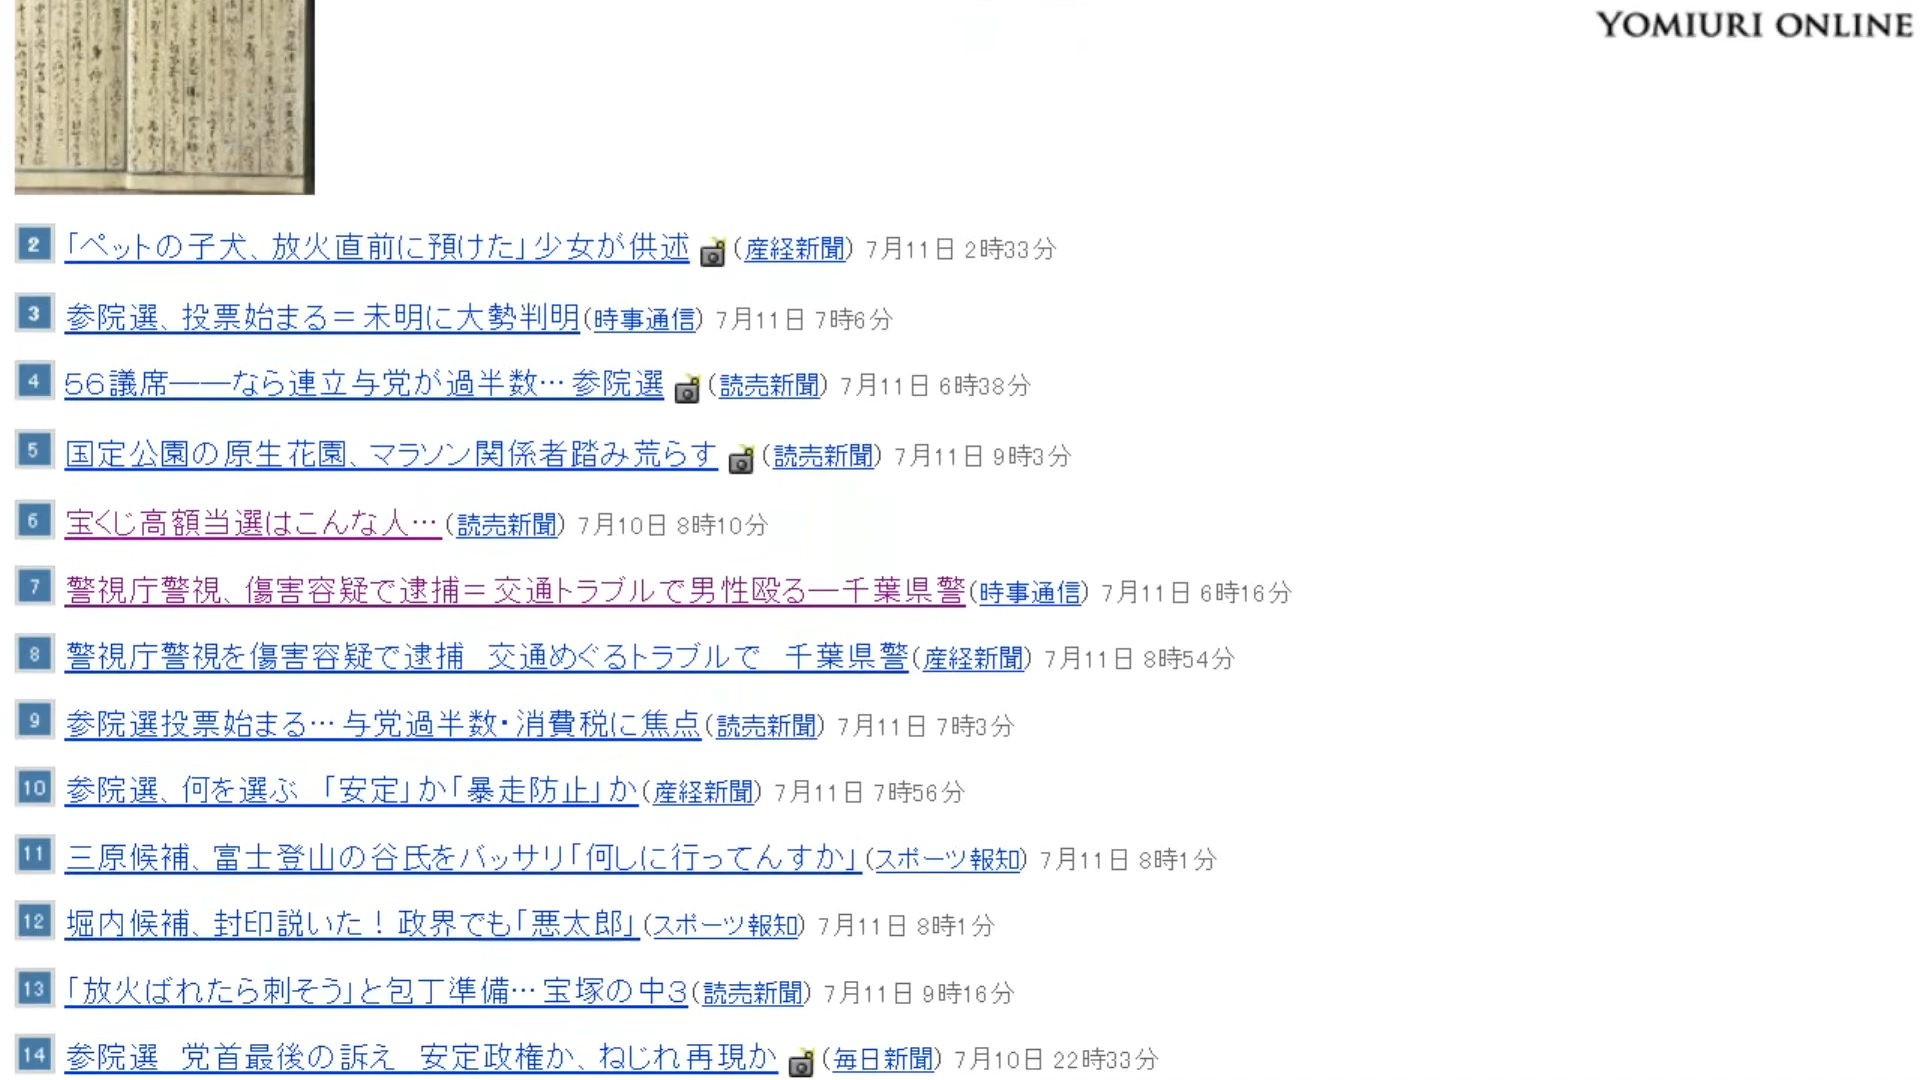 YOMIURI ONLINE
2 「ペットの子犬、放火直前に預けた」少女が供述 (産経新聞) 7月11日 2時33分
3 参院選、投票始まる＝未明に大勢判明(時事通信) 7月11日 7時6分
4 56議席――なら連立与党が過半数…参院選 (読売新聞) 7月11日 6時38分
5 国定公園の原生花園、マラソン関係者踏み荒らす (読売新聞) 7月11日 9時3分
6 宝くじ高額当選はこんな人…(読売新聞) 7月10日 8時10分
7 警視庁警視、傷害容疑で逮捕＝交通トラブルで男性殴る―千葉県警(時事通信) 7月11日 6時16分
8 警視庁警視を傷害容疑で逮捕　交通めぐるトラブルで　千葉県警(産経新聞) 7月11日 8時54分
9 参院選投票始まる…与党過半数・消費税に焦点(読売新聞) 7月11日 7時3分
10 参院選、何を選ぶ　「安定」か「暴走防止」か(産経新聞) 7月11日 7時56分
11 三原候補、富士登山の谷氏をバッサリ「何しに行ってんすか」(スポーツ報知) 7月11日 8時1分
12 堀内候補、封印説いた！政界でも「悪太郎」(スポーツ報知) 7月11日 8時1分
13 「放火ばれたら刺そう」と包丁準備…宝塚の中3(読売新聞) 7月11日 9時16分
14 参院選　党首最後の訴え　安定政権か、ねじれ再現か (毎日新聞) 7月10日 22時33分